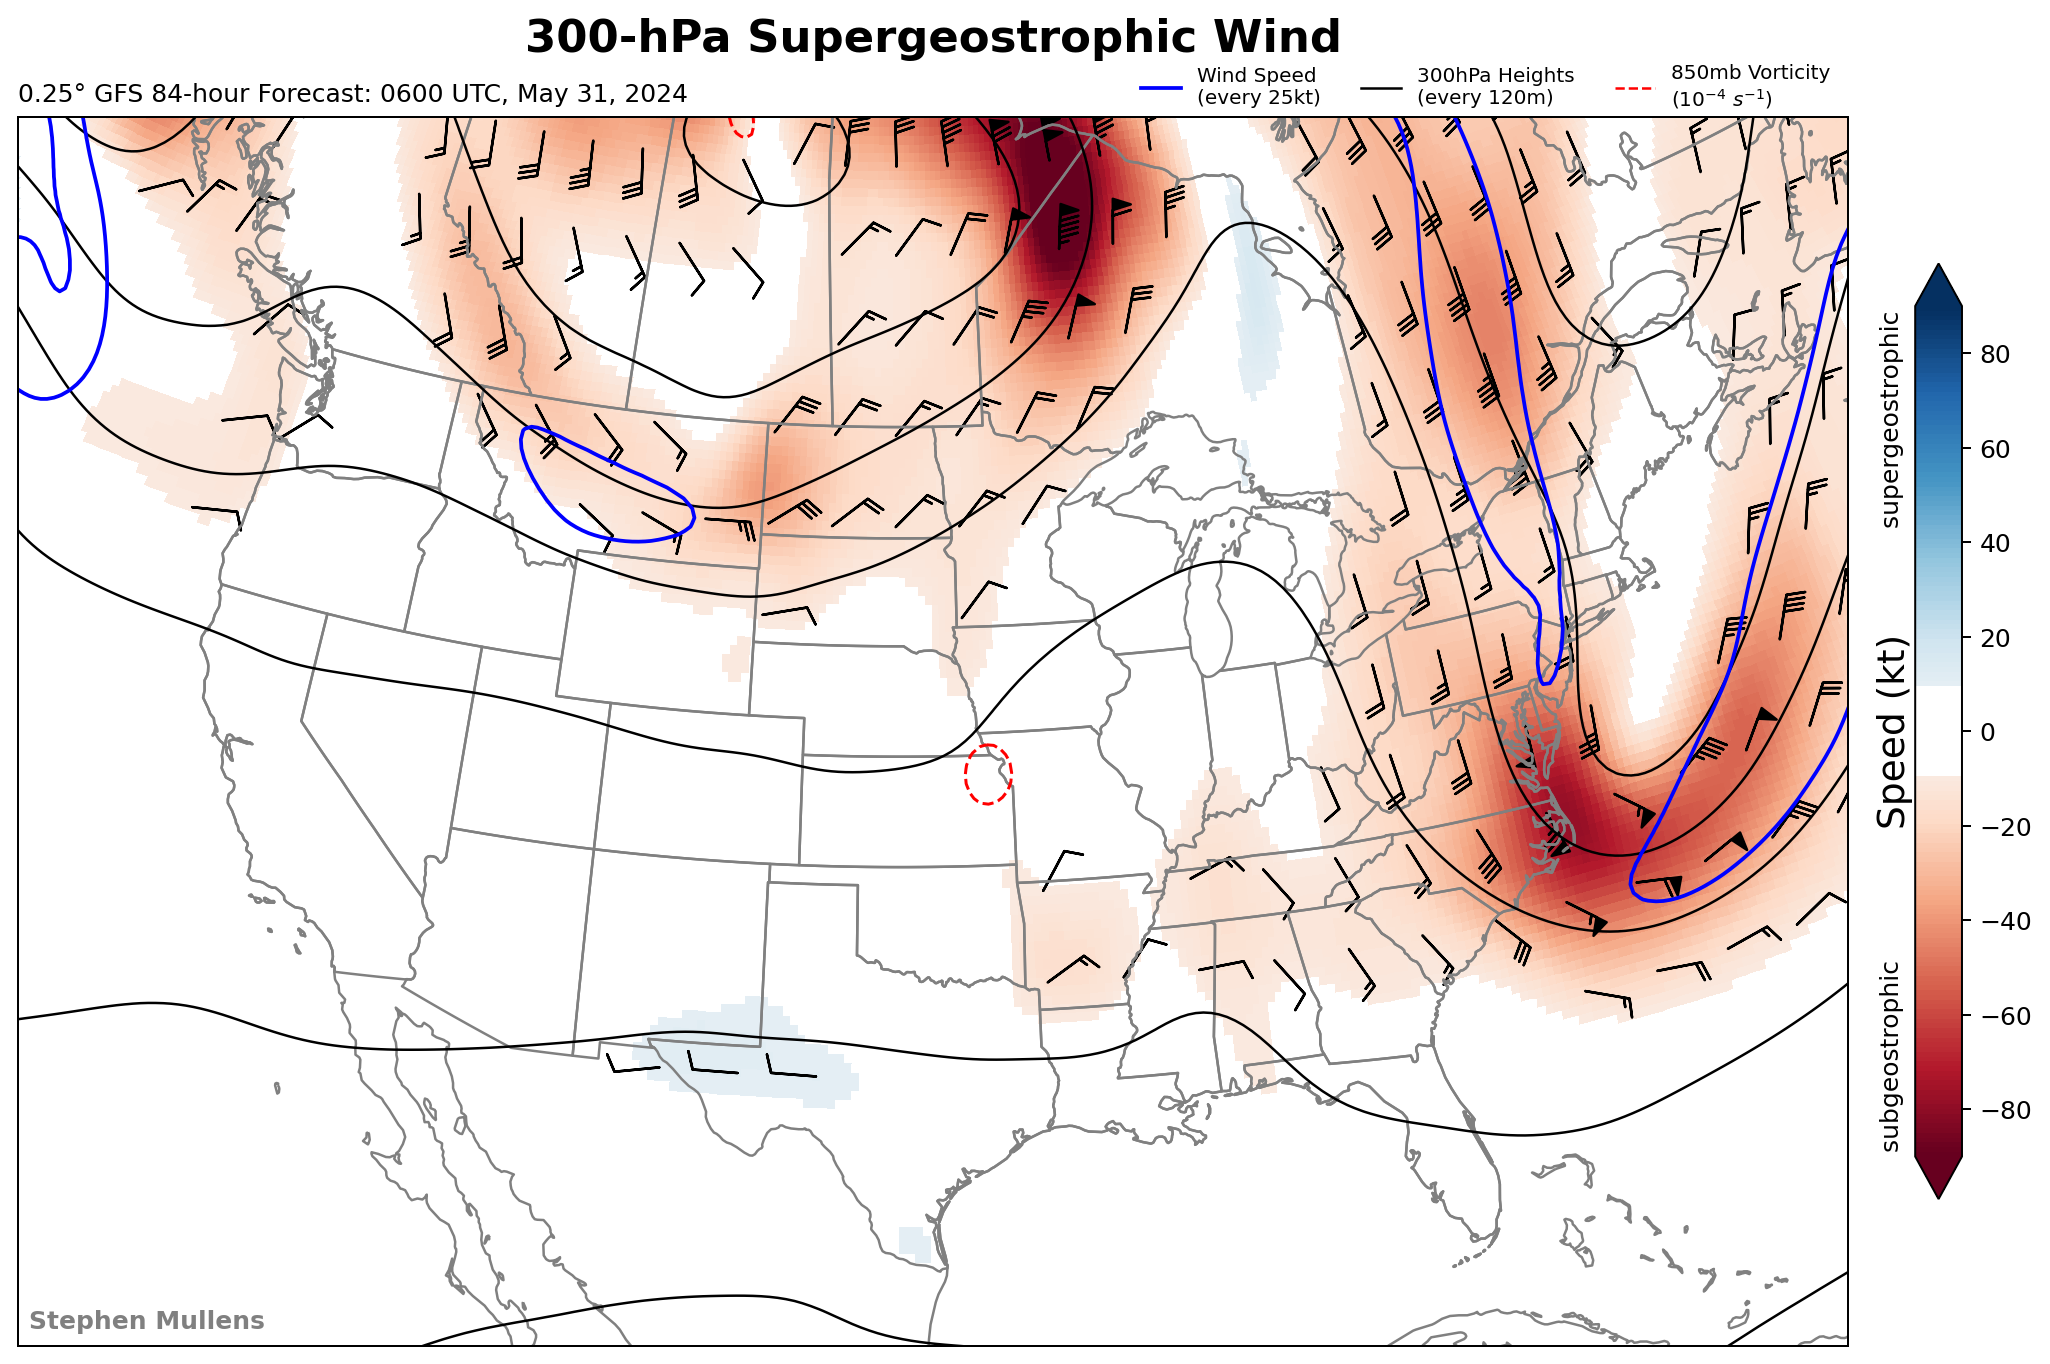 300-hPa Supergeostrophic Wind
0.25° GFS 84-hour Forecast: 0600 UTC, May 31, 2024
Wind Speed
(every 25kt)
300hPa Heights
(every 120m)
850mb Vorticity
(10⁻⁴ s⁻¹)
supergeostrophic
Speed (kt)
subgeostrophic
80
60
40
20
0
−20
−40
−60
−80
Stephen Mullens